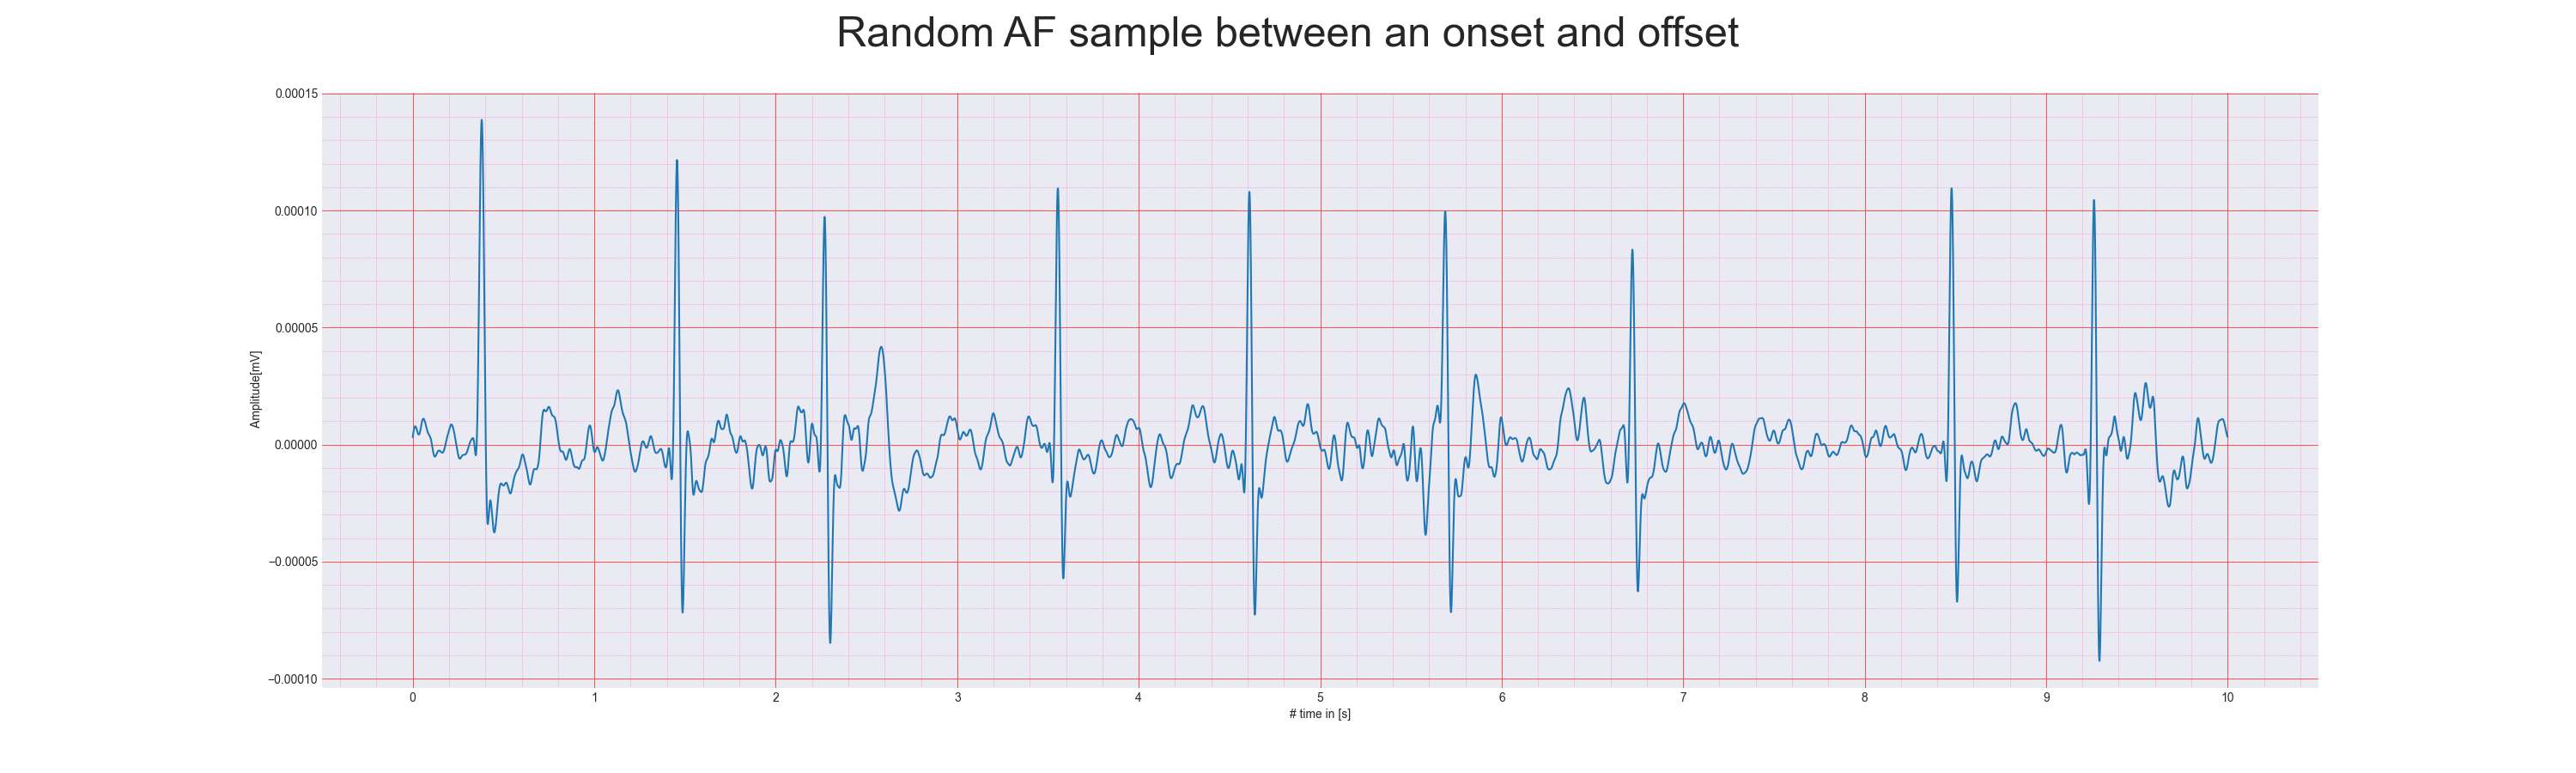 Random AF sample between an onset and offset
0.00015
0.00010
0.00005
0.00000
−0.00005
−0.00010
Amplitude[mV]
0 1 2 3 4 5 6 7 8 9 10
# time in [s]